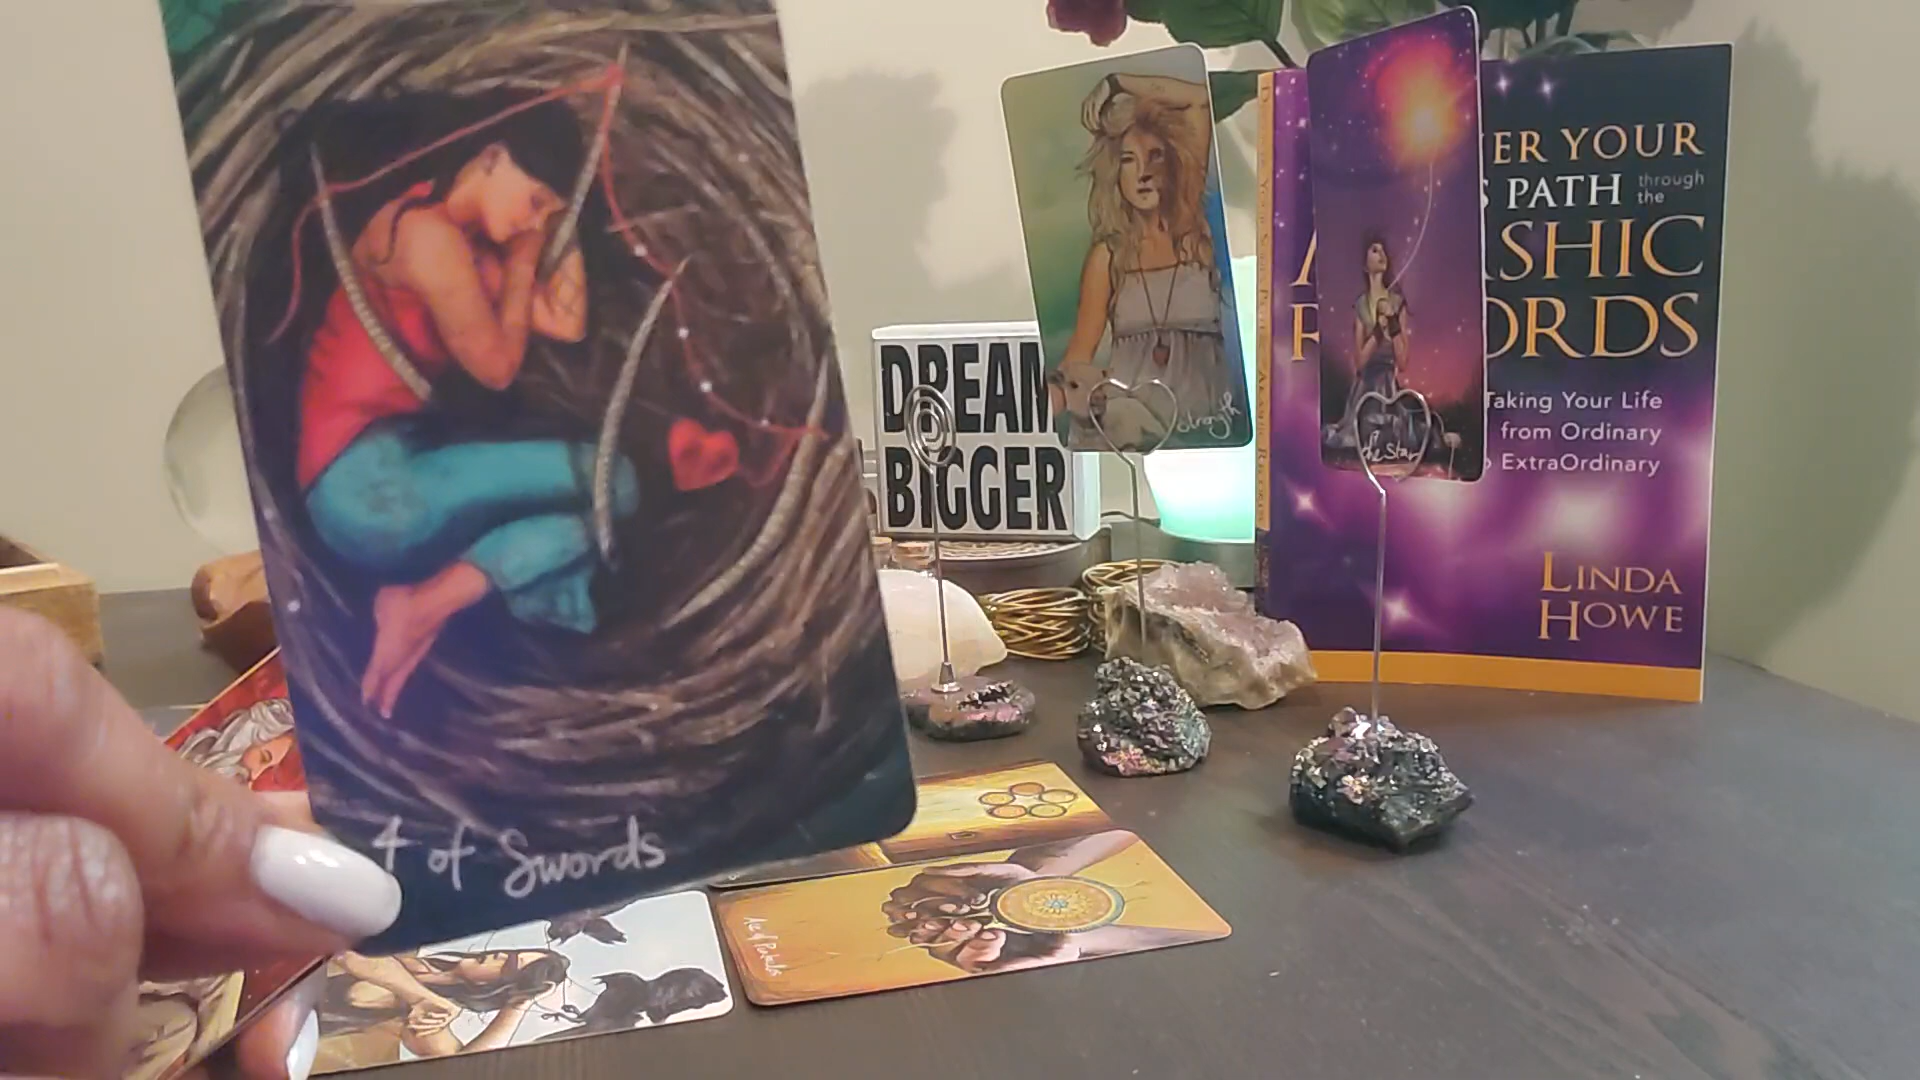 4 of Swords
DREAM
BIGGER
Strength
the Star
ER YOUR
S PATH through
the
ASHIC
RECORDS
Taking Your Life
from Ordinary
ExtraOrdinary
LINDA
HOWE
Ace of Pentacles